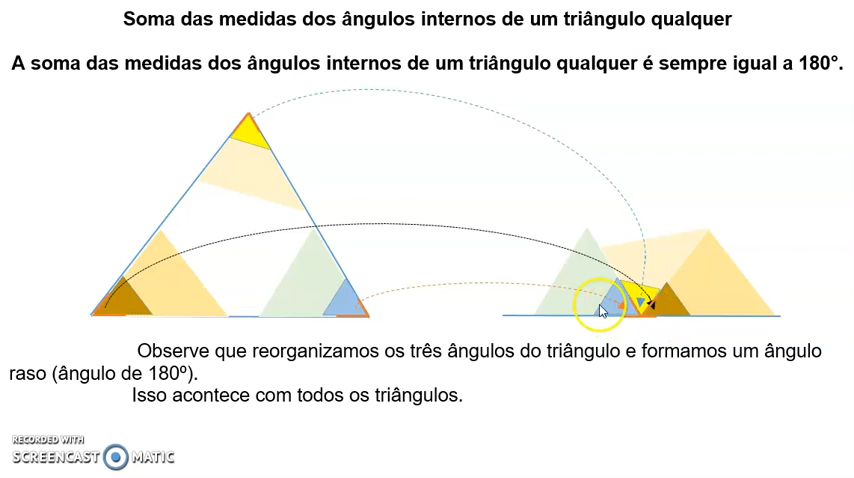 Soma das medidas dos ângulos internos de um triângulo qualquer
A soma das medidas dos ângulos internos de um triângulo qualquer é sempre igual a 180°.
Observe que reorganizamos os três ângulos do triângulo e formamos um ângulo
raso (ângulo de 180º).
Isso acontece com todos os triângulos.
RECORDED WITH
SCREENCAST MATIC